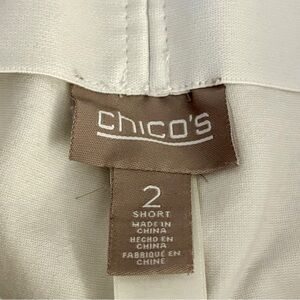 chico's
2
SHORT
MADE IN
CHINA
HECHO EN
CHINA
FABRIQUÉ EN
CHINE